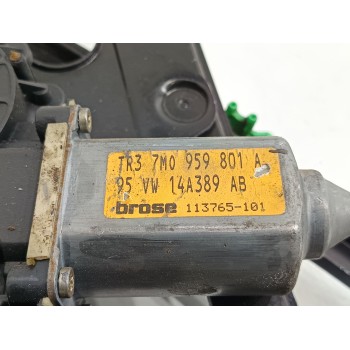 TR3 7M0 959 801 A
95 VW 14A389 AB
brose 113765-101